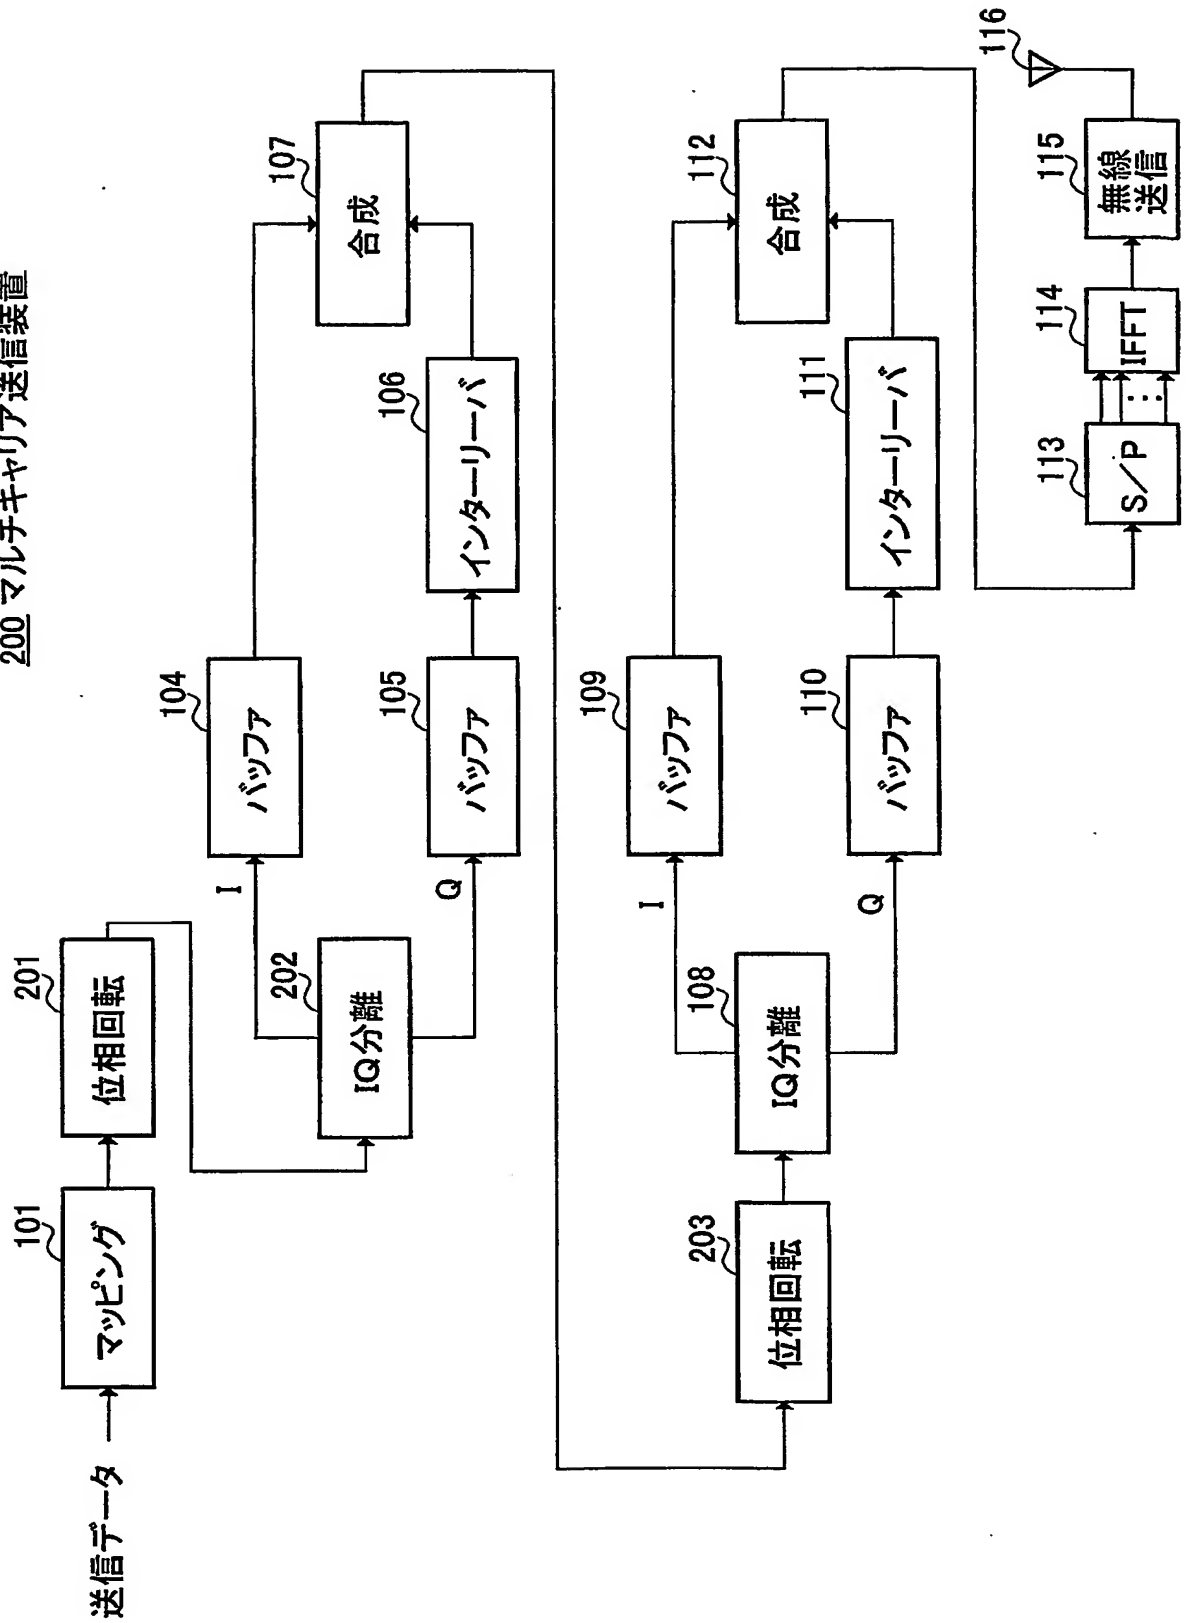 200 マルチキャリア送信装置
送信データ
101
マッピング
201
位相回転
202
IQ分離
I
Q
104
バッファ
105
バッファ
106
インターリーバ
107
合成
203
位相回転
108
IQ分離
I
Q
109
バッファ
110
バッファ
111
インターリーバ
112
合成
113
S/P
114
IFFT
115
無線
送信
116